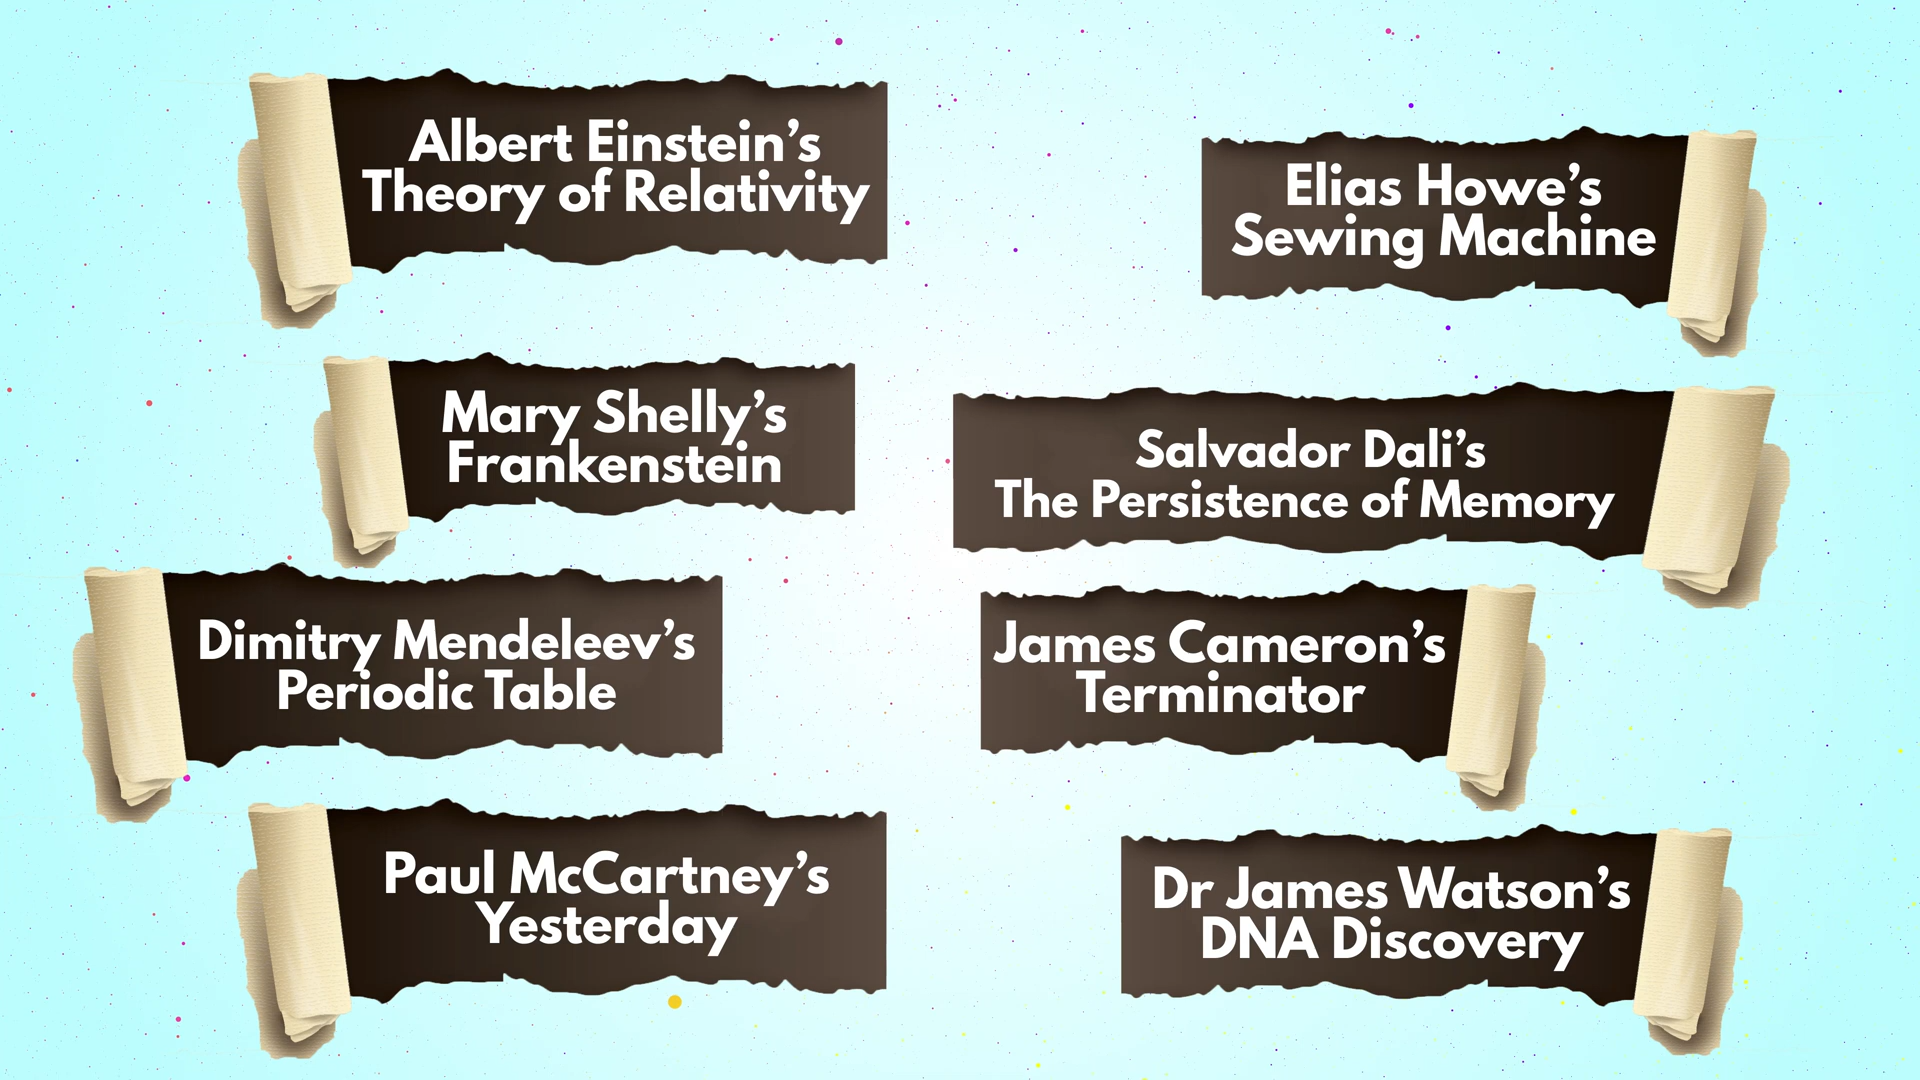 Albert Einstein's
Theory of Relativity
Elias Howe's
Sewing Machine
Mary Shelly's
Frankenstein
Salvador Dali's
The Persistence of Memory
Dimitry Mendeleev's
Periodic Table
James Cameron's
Terminator
Paul McCartney's
Yesterday
Dr James Watson's
DNA Discovery